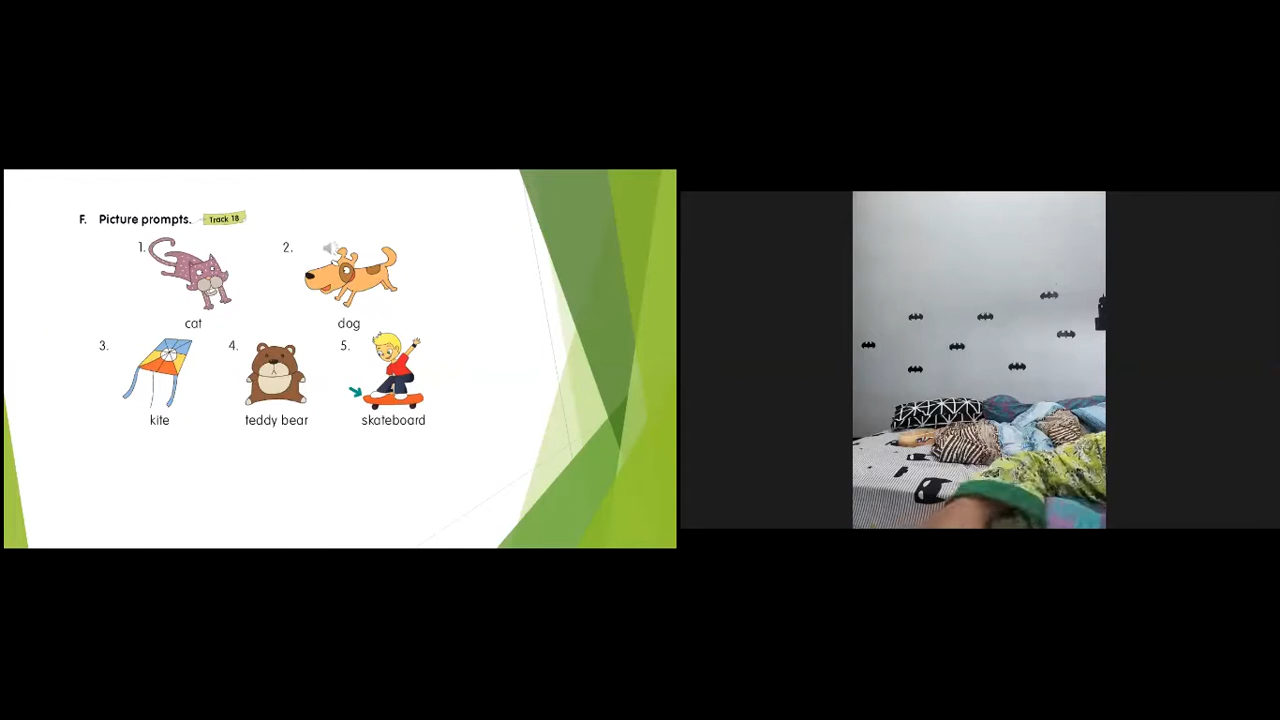 F. Picture prompts. Track 18
1. 2.
cat dog
3. 4. 5.
kite teddy bear skateboard